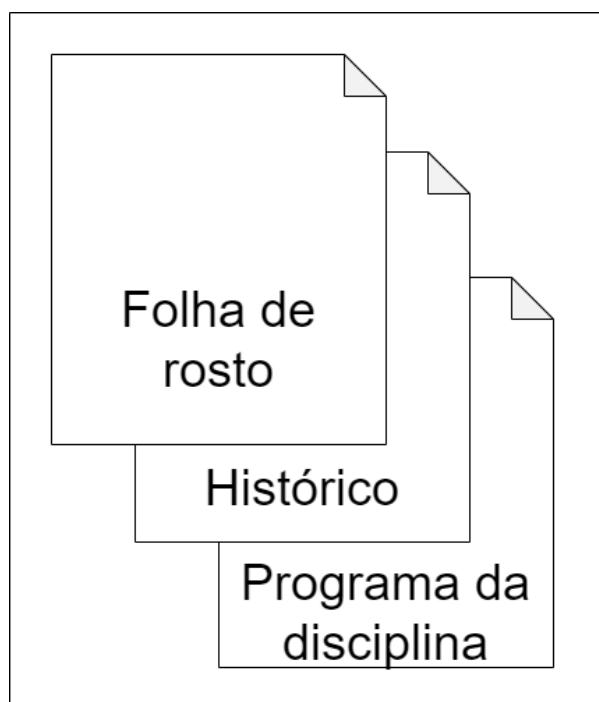 Folha de
rosto
Histórico
Programa da
disciplina